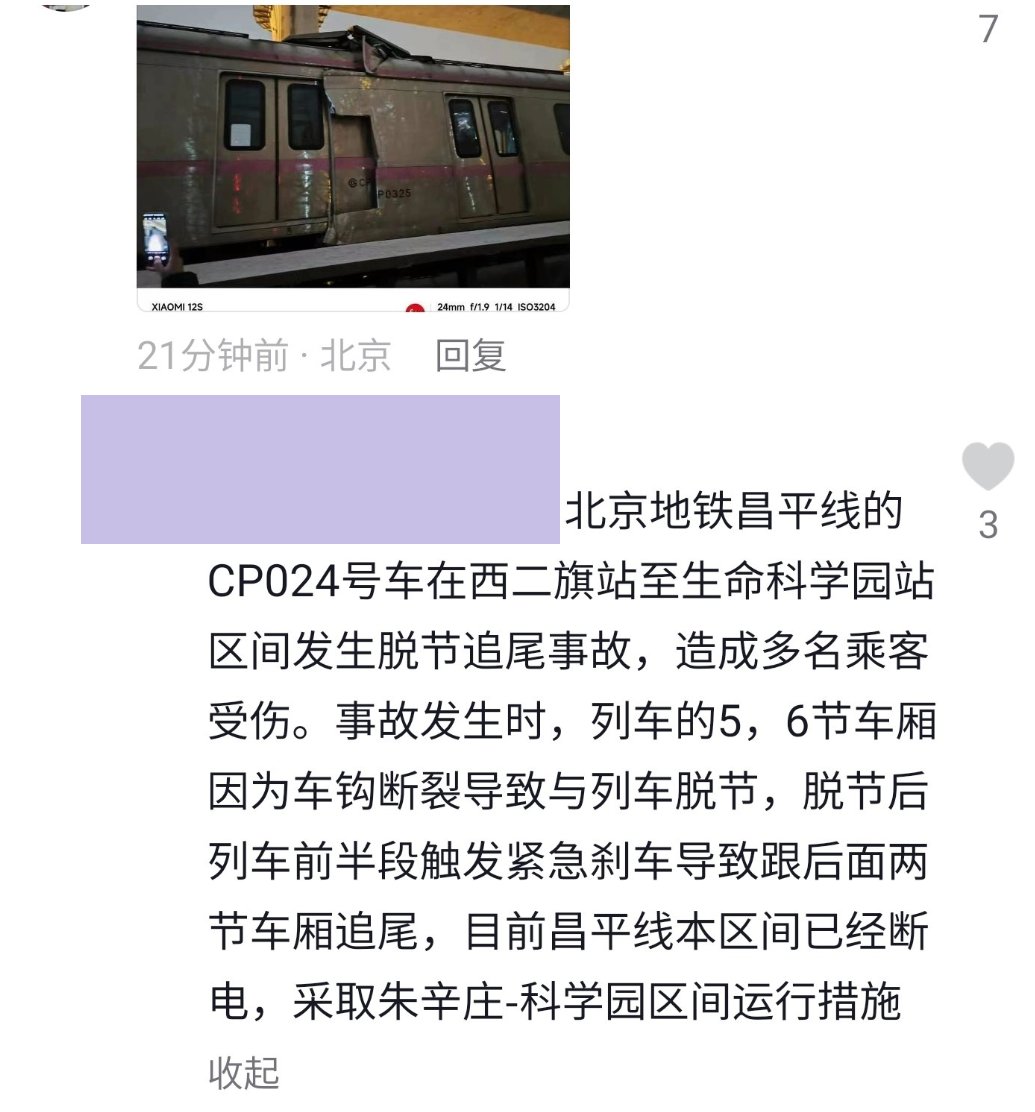 7
P0325
XIAOMI 12S
24mm f/1.9 1/14 ISO3204
21分钟前 · 北京 回复
北京地铁昌平线的
3
CP024号车在西二旗站至生命科学园站
区间发生脱节追尾事故，造成多名乘客
受伤。事故发生时，列车的5，6节车厢
因为车钩断裂导致与列车脱节，脱节后
列车前半段触发紧急刹车导致跟后面两
节车厢追尾，目前昌平线本区间已经断
电，采取朱辛庄-科学园区间运行措施
收起